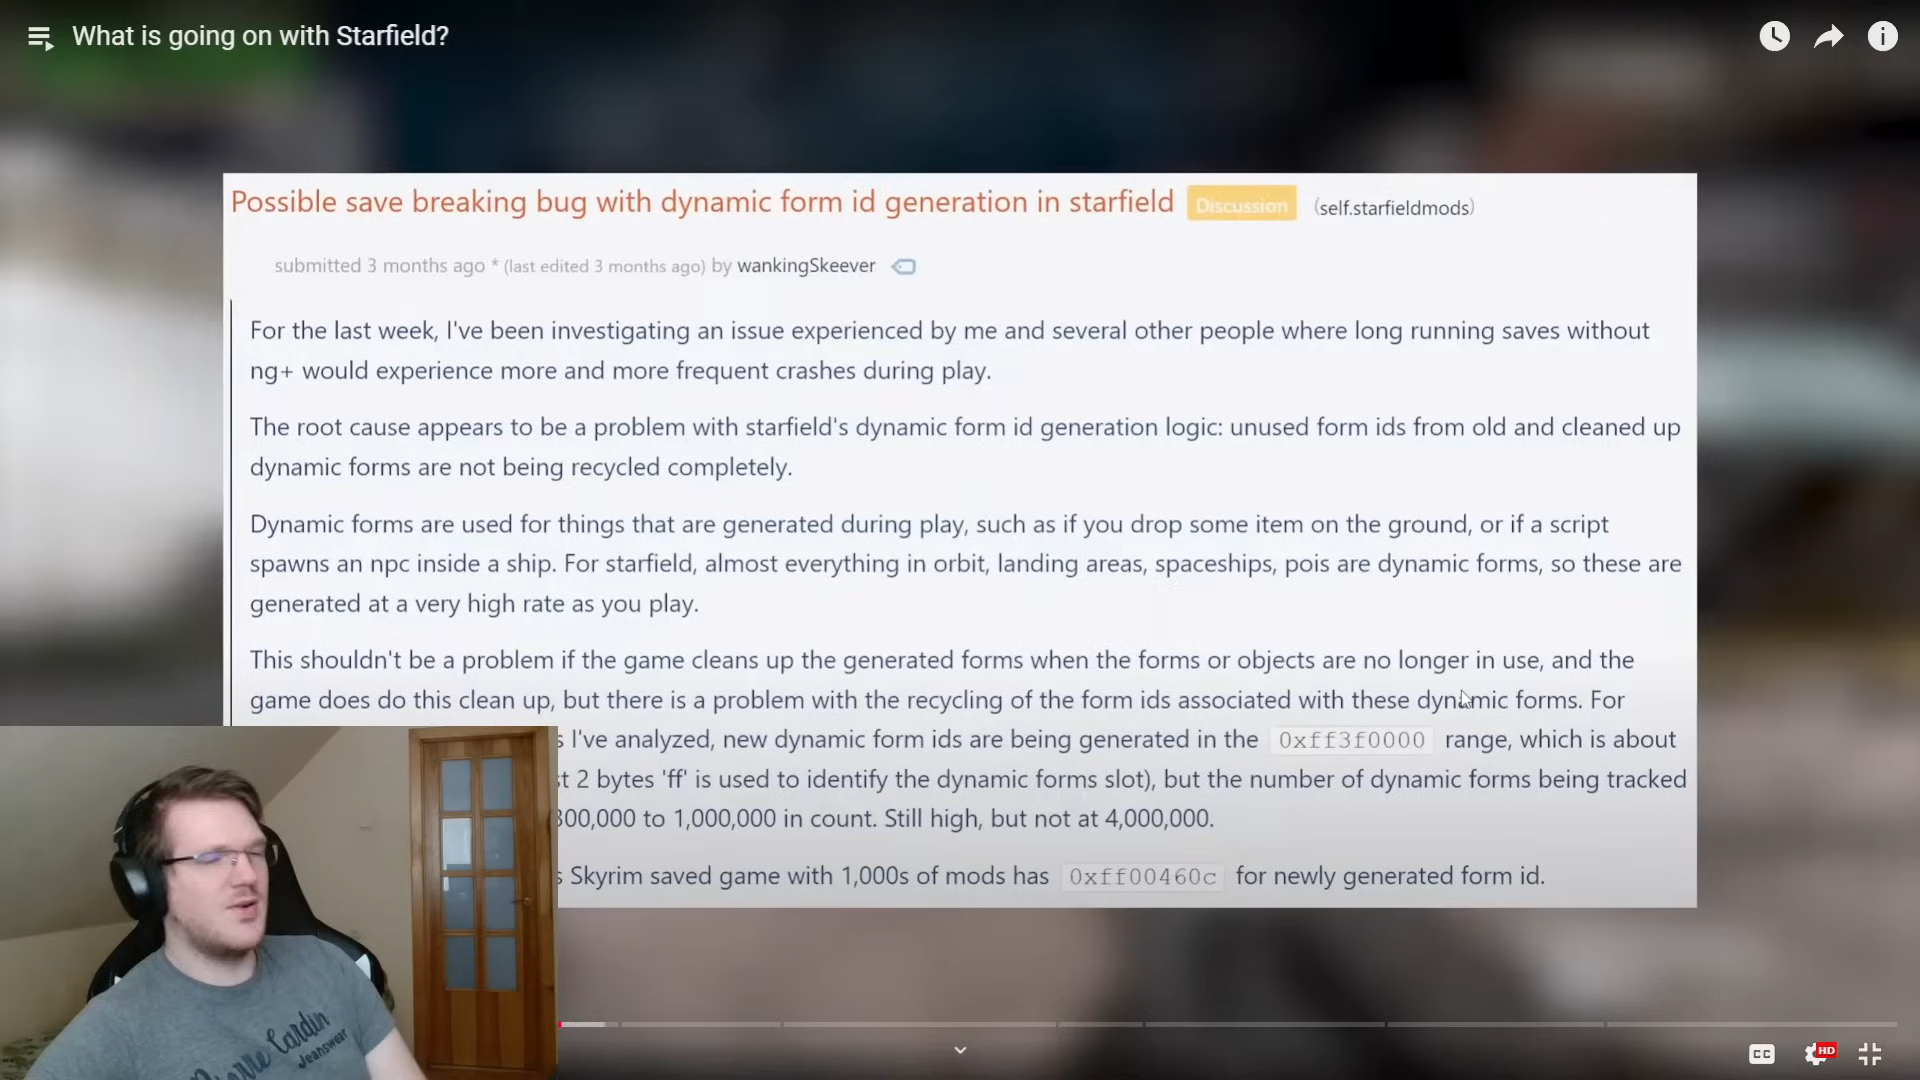 What is going on with Starfield?
Possible save breaking bug with dynamic form id generation in starfield Discussion (self.starfieldmods)
submitted 3 months ago * (last edited 3 months ago) by wankingSkeever
For the last week, I've been investigating an issue experienced by me and several other people where long running saves without
ng+ would experience more and more frequent crashes during play.
The root cause appears to be a problem with starfield's dynamic form id generation logic: unused form ids from old and cleaned up
dynamic forms are not being recycled completely.
Dynamic forms are used for things that are generated during play, such as if you drop some item on the ground, or if a script
spawns an npc inside a ship. For starfield, almost everything in orbit, landing areas, spaceships, pois are dynamic forms, so these are
generated at a very high rate as you play.
This shouldn't be a problem if the game cleans up the generated forms when the forms or objects are no longer in use, and the
game does do this clean up, but there is a problem with the recycling of the form ids associated with these dynamic forms. For
I've analyzed, new dynamic form ids are being generated in the 0xff3f0000 range, which is about
2 bytes 'ff' is used to identify the dynamic forms slot), but the number of dynamic forms being tracked
to 1,000,000 in count. Still high, but not at 4,000,000.
Skyrim saved game with 1,000s of mods has 0xff00460c for newly generated form id.
Pierre Cardin
Jeanswear
CC
HD